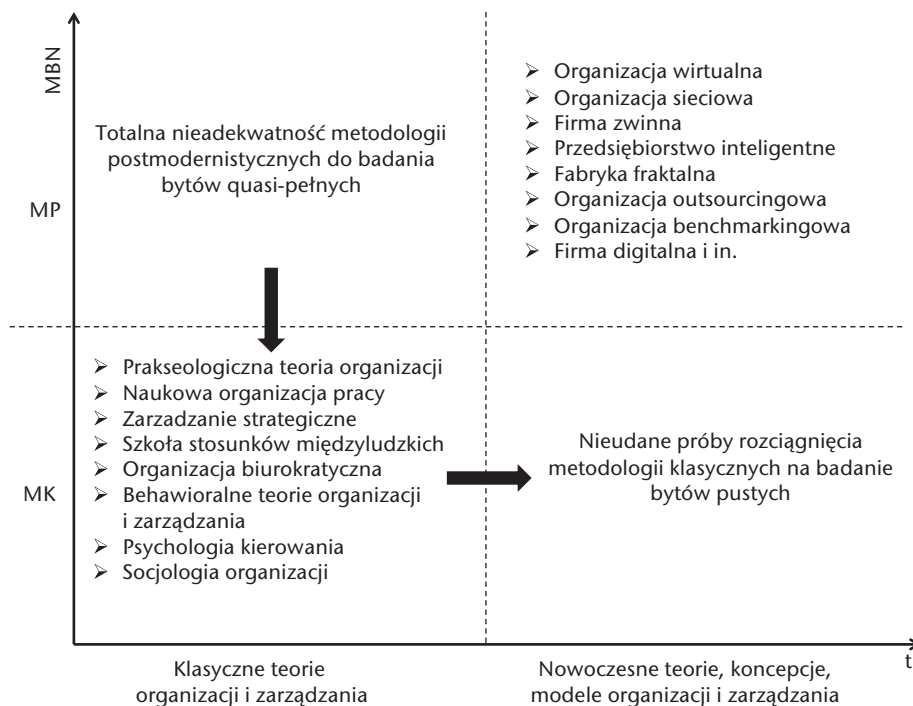 MBN
Totalna nieadekwatność metodologii
postmodernistycznych do badania
bytów quasi-pełnych
➢ Organizacja wirtualna
➢ Organizacja sieciowa
➢ Firma zwinna
➢ Przedsiębiorstwo inteligentne
➢ Fabryka fraktalna
➢ Organizacja outsourcingowa
➢ Organizacja benchmarkingowa
➢ Firma digitalna i in.
MP
➢ Prakseologiczna teoria organizacji
➢ Naukowa organizacja pracy
➢ Zarzadzanie strategiczne
➢ Szkoła stosunków międzyludzkich
➢ Organizacja biurokratyczna
➢ Behawioralne teorie organizacji
i zarządzania
➢ Psychologia kierowania
➢ Socjologia organizacji
MK
Nieudane próby rozciągnięcia
metodologii klasycznych na badanie
bytów pustych
t
Klasyczne teorie
organizacji i zarządzania
Nowoczesne teorie, koncepcje,
modele organizacji i zarządzania